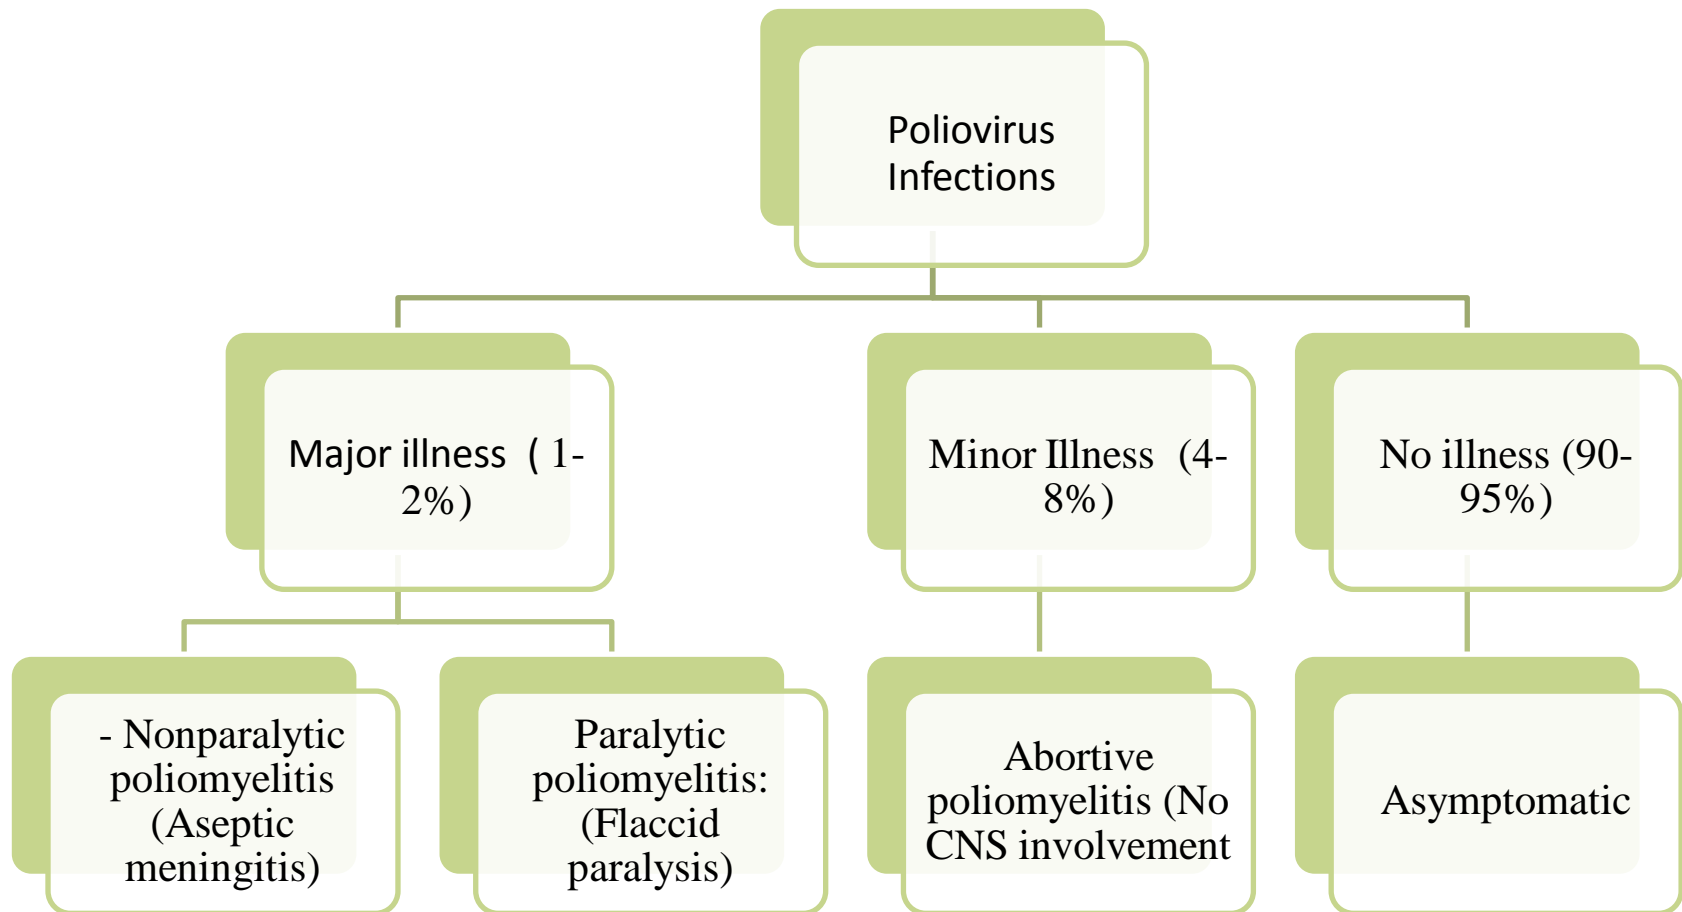 Poliovirus
Infections
Major illness  ( 1-
2%)
Minor Illness  (4-
8%)
No illness (90-
95%)
- Nonparalytic
poliomyelitis
(Aseptic
meningitis)
Paralytic
poliomyelitis:
(Flaccid
paralysis)
Abortive
poliomyelitis (No
CNS involvement
Asymptomatic